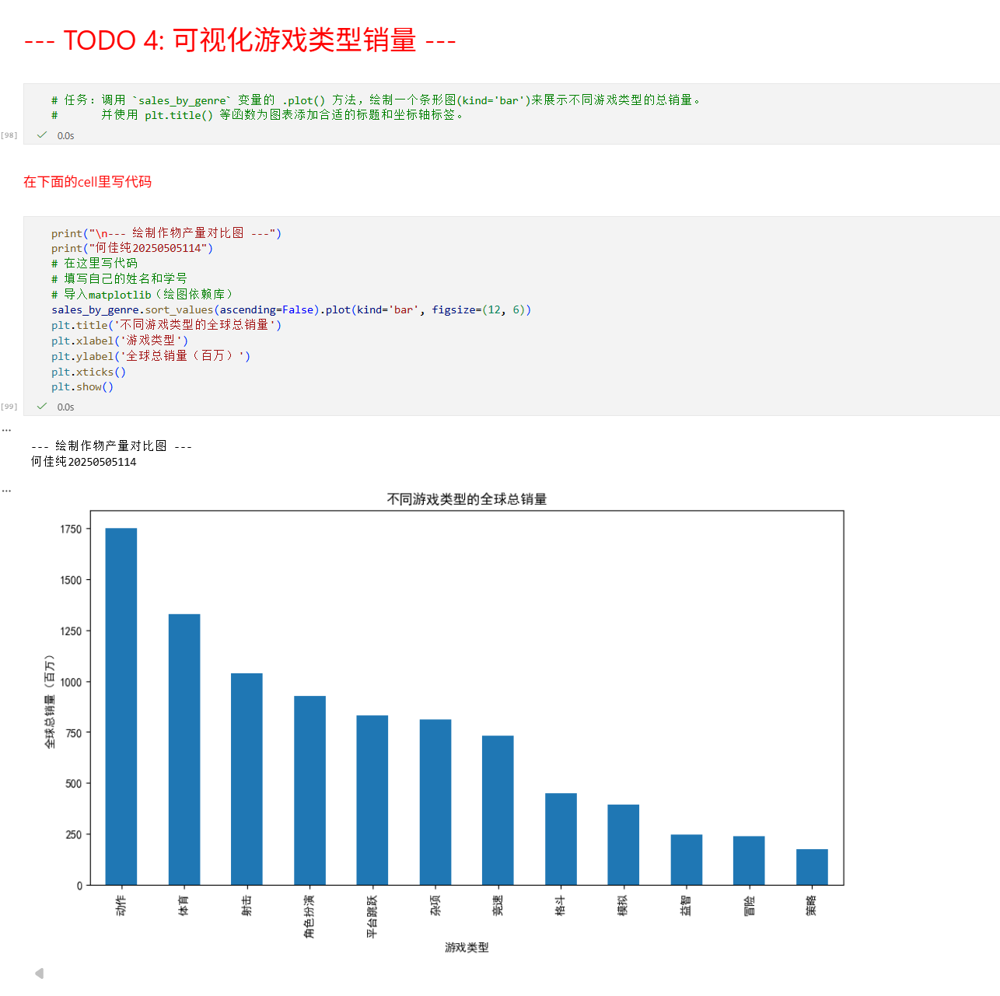 --- TODO 4: 可视化游戏类型销量 ---
# 任务：调用 `sales_by_genre` 变量的 .plot() 方法，绘制一个条形图(kind='bar')来展示不同游戏类型的总销量。
#       并使用 plt.title() 等函数为图表添加合适的标题和坐标轴标签。
[98]
0.0s
在下面的cell里写代码
print("\n--- 绘制作物产量对比图 ---")
print("何佳纯20250505114")
# 在这里写代码
# 填写自己的姓名和学号
# 导入matplotlib（绘图依赖库）
sales_by_genre.sort_values(ascending=False).plot(kind='bar', figsize=(12, 6))
plt.title('不同游戏类型的全球总销量')
plt.xlabel('游戏类型')
plt.ylabel('全球总销量（百万）')
plt.xticks()
plt.show()
[99]
0.0s
...
--- 绘制作物产量对比图 ---
何佳纯20250505114
...
不同游戏类型的全球总销量
1750
1500
1250
1000
750
500
250
0
全球总销量（百万）
动作
体育
射击
角色扮演
平台跳跃
杂项
竞速
格斗
模拟
益智
冒险
策略
游戏类型